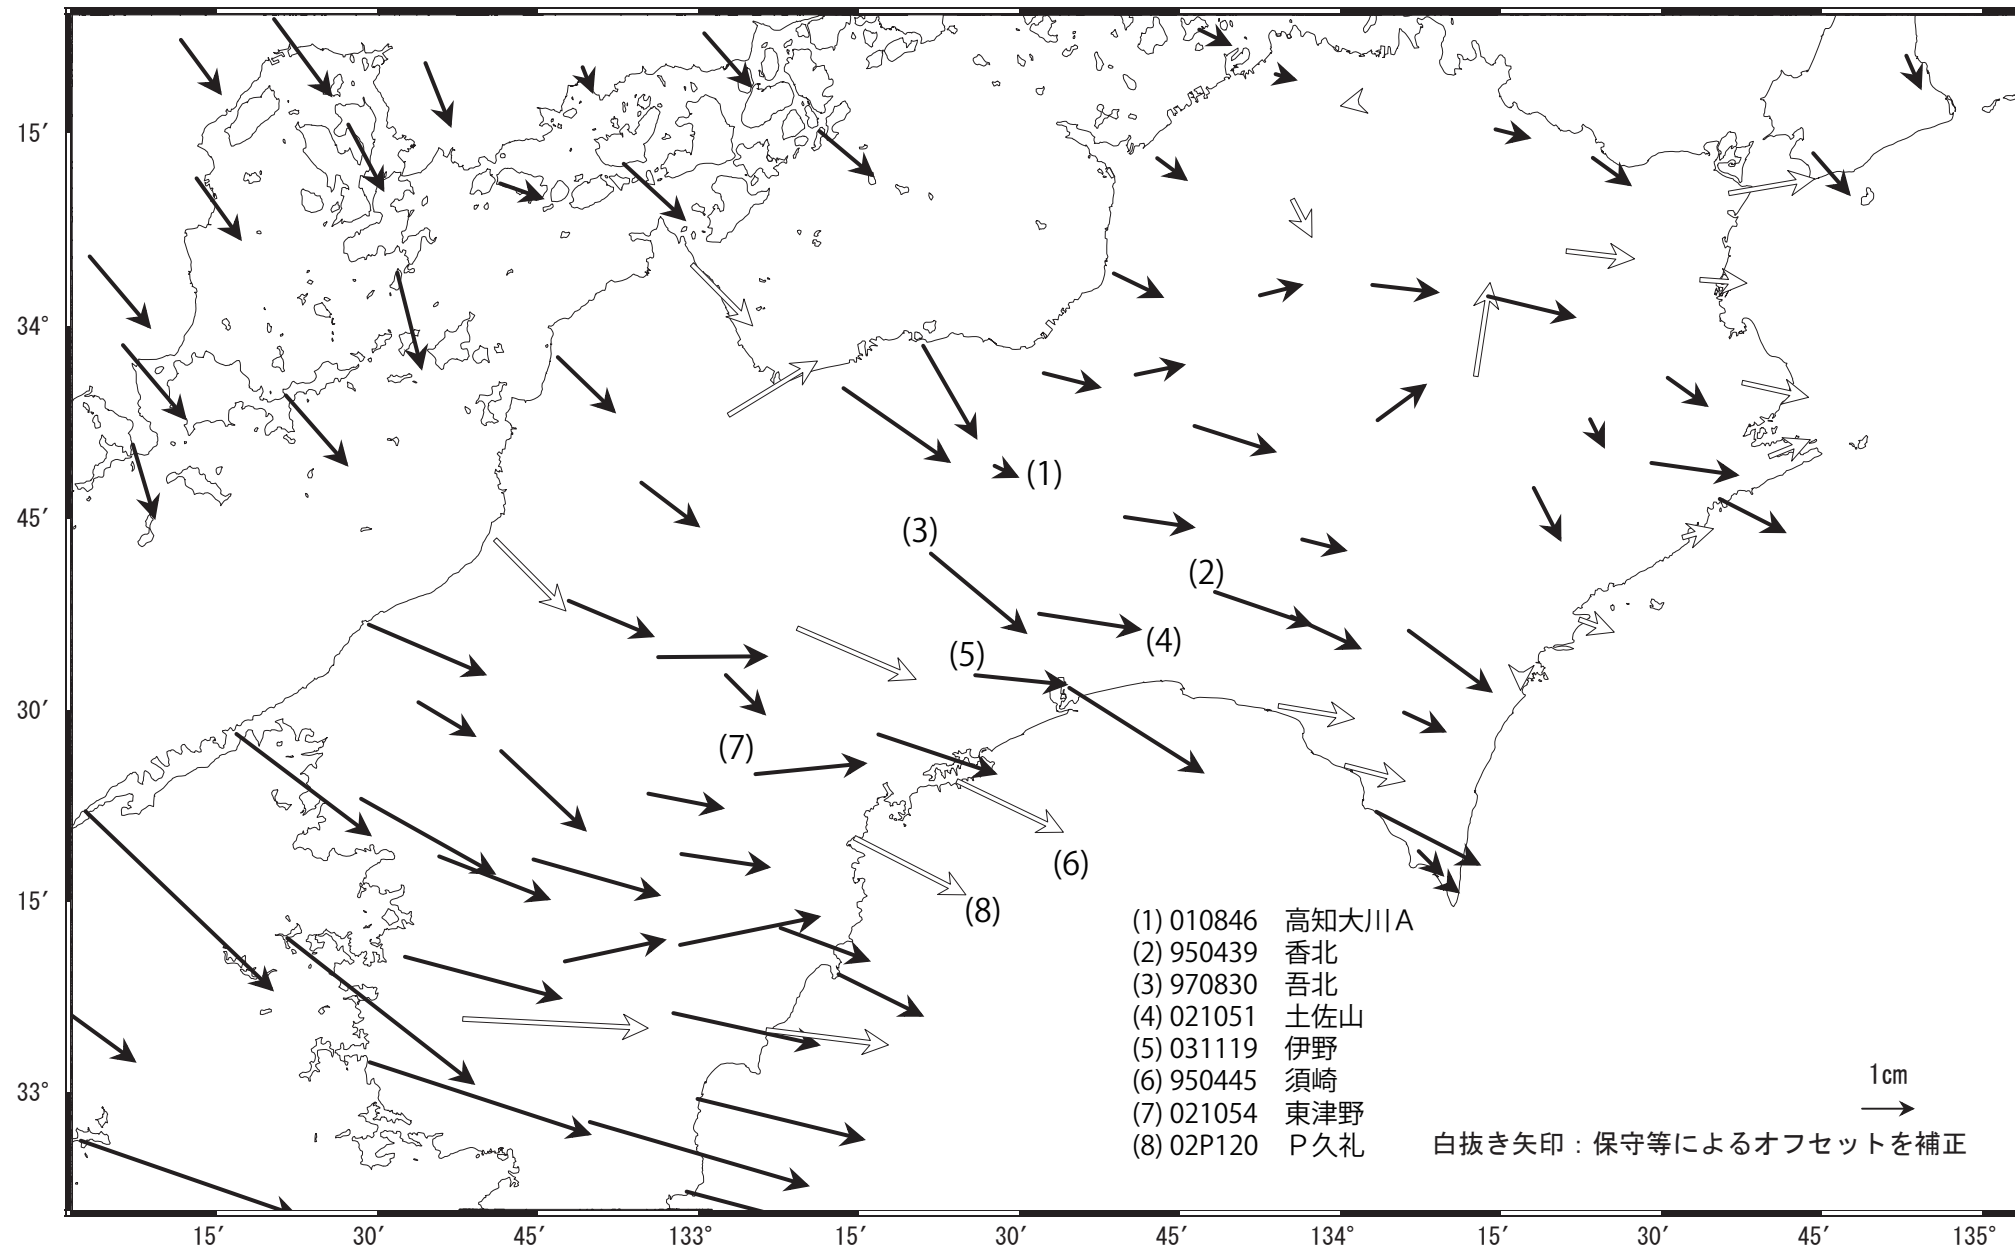 15′
34°
45′
30′
15′
33°
(1)
(2)
(3)
(4)
(5)
(6)
(7)
(8)
(1) 010846 高知大川A
(2) 950439 香北
(3) 970830 吾北
(4) 021051 土佐山
(5) 031119 伊野
(6) 950445 須崎
(7) 021054 東津野
(8) 02P120 P久礼
1cm
白抜き矢印：保守等によるオフセットを補正
15′ 30′ 45′ 133° 15′ 30′ 45′ 134° 15′ 30′ 45′ 135°